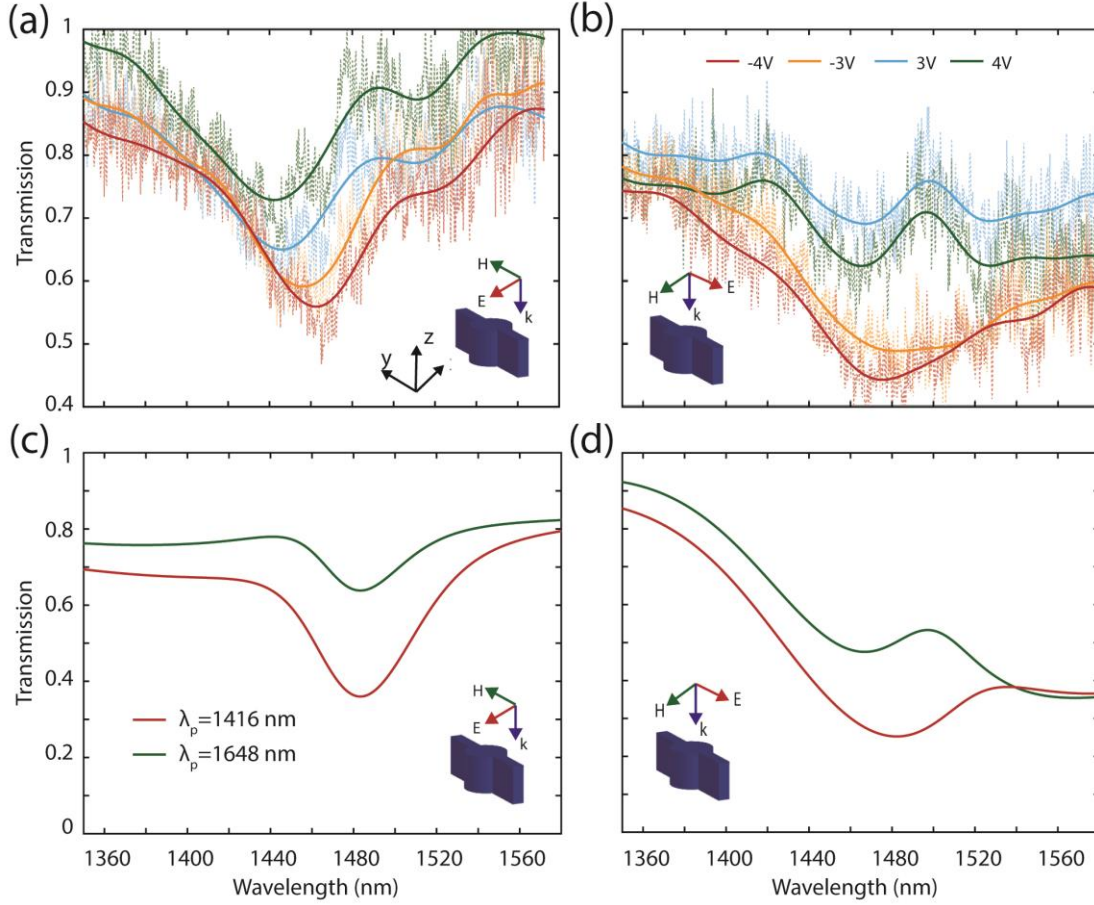 (a)
(b)
1
0.9
0.8
0.7
0.6
0.5
0.4
Transmission
-4V -3V 3V 4V
H
E
k
z
y
H
E
k
(c)
(d)
1
0.8
0.6
0.4
0.2
0
Transmission
λp=1416 nm
λp=1648 nm
H
E
k
H
E
k
1360 1400 1440 1480 1520 1560
1360 1400 1440 1480 1520 1560
Wavelength (nm)
Wavelength (nm)